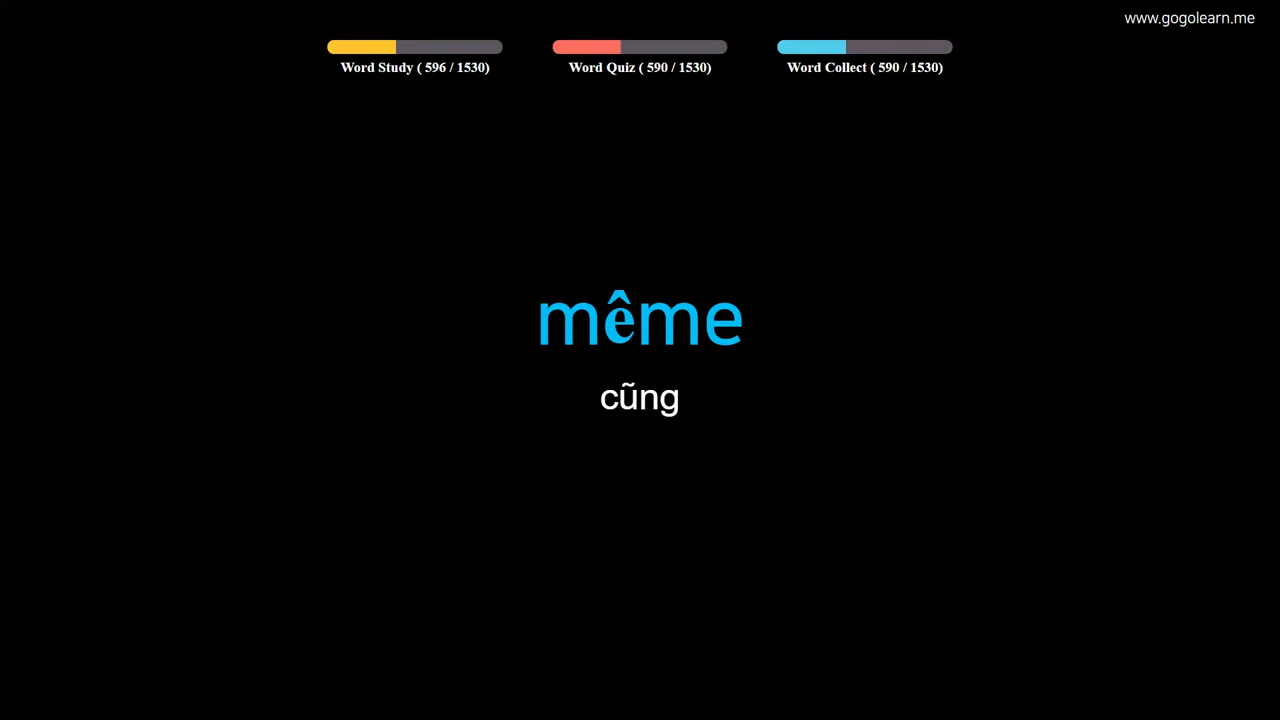 www.gogolearn.me
Word Study ( 596 / 1530)
Word Quiz ( 590 / 1530)
Word Collect ( 590 / 1530)
même
cũng